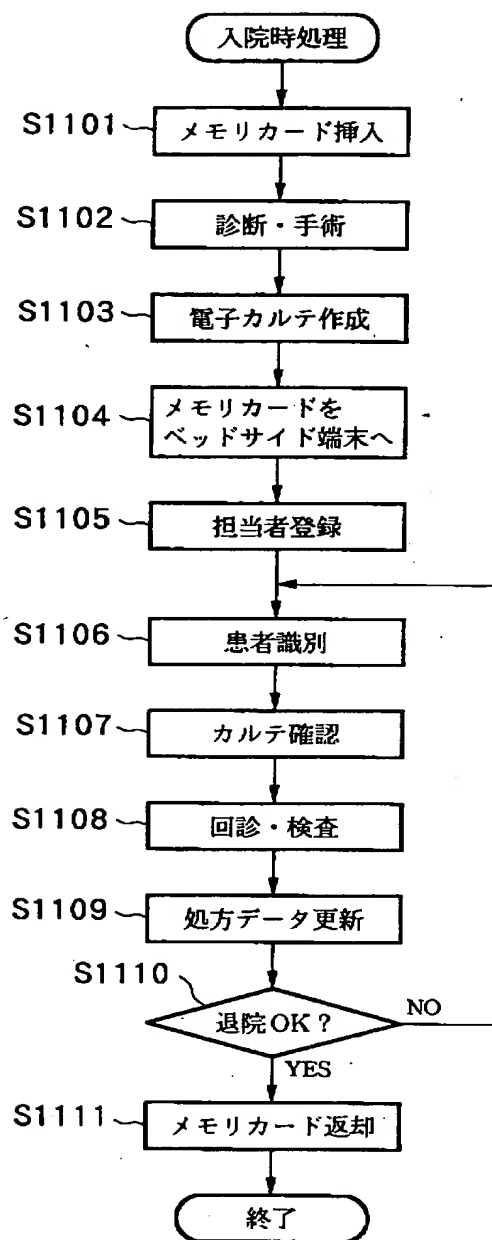 入院時処理
S1101
メモリカード挿入
S1102
診断・手術
S1103
電子カルテ作成
S1104
メモリカードを
ベッドサイド端末へ
S1105
担当者登録
S1106
患者識別
S1107
カルテ確認
S1108
回診・検査
S1109
処方データ更新
S1110
退院OK?
NO
YES
S1111
メモリカード返却
終了